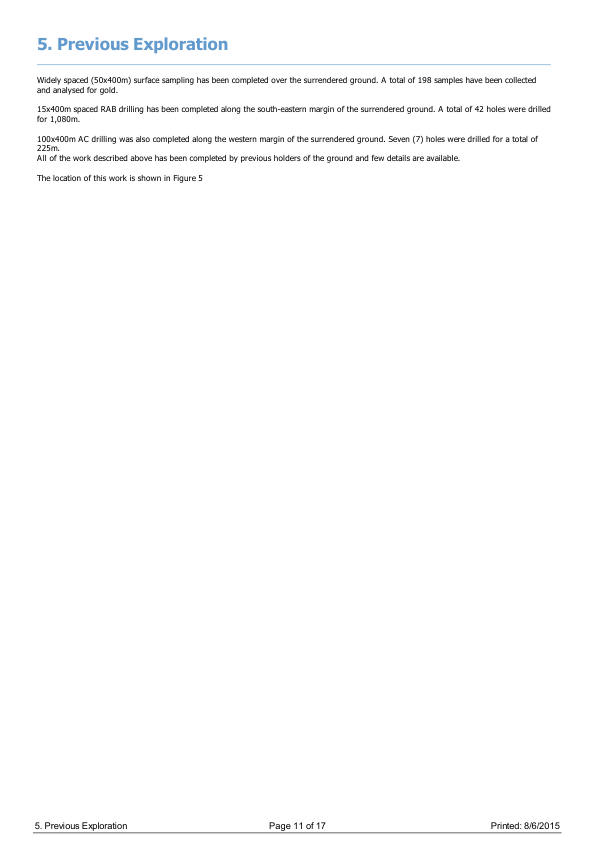 5. Previous Exploration
Widely spaced (50x400m) surface sampling has been completed over the surrendered ground. A total of 198 samples have been collected
and analysed for gold.
15x400m spaced RAB drilling has been completed along the south-eastern margin of the surrendered ground. A total of 42 holes were drilled
for 1,080m.
100x400m AC drilling was also completed along the western margin of the surrendered ground. Seven (7) holes were drilled for a total of
225m.
All of the work described above has been completed by previous holders of the ground and few details are available.
The location of this work is shown in Figure 5
5. Previous Exploration
Page 11 of 17
Printed: 8/6/2015